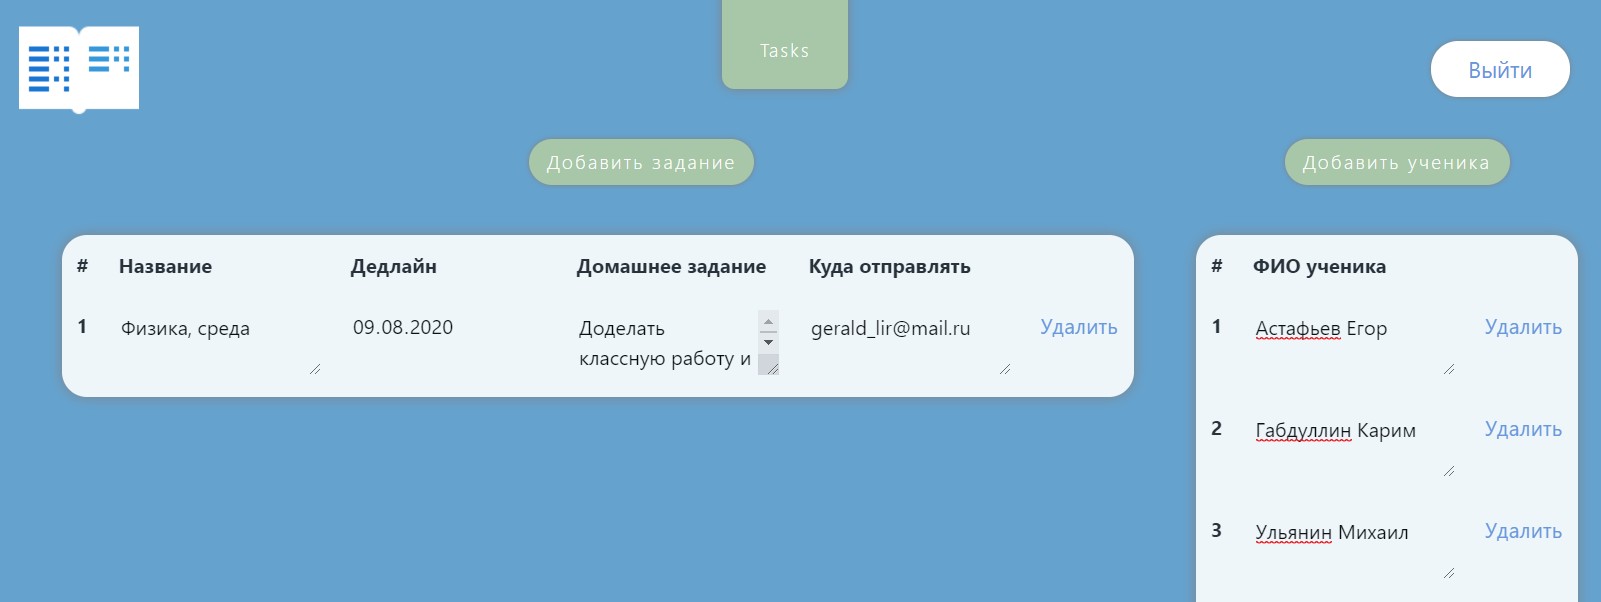 Tasks
Выйти
Добавить задание
Добавить ученика
# Название Дедлайн Домашнее задание Куда отправлять
1 Физика, среда 09.08.2020 Доделать gerald_lir@mail.ru Удалить
классную работу и
# ФИО ученика
1 Астафьев Егор Удалить
2 Габдуллин Карим Удалить
3 Ульянин Михаил Удалить